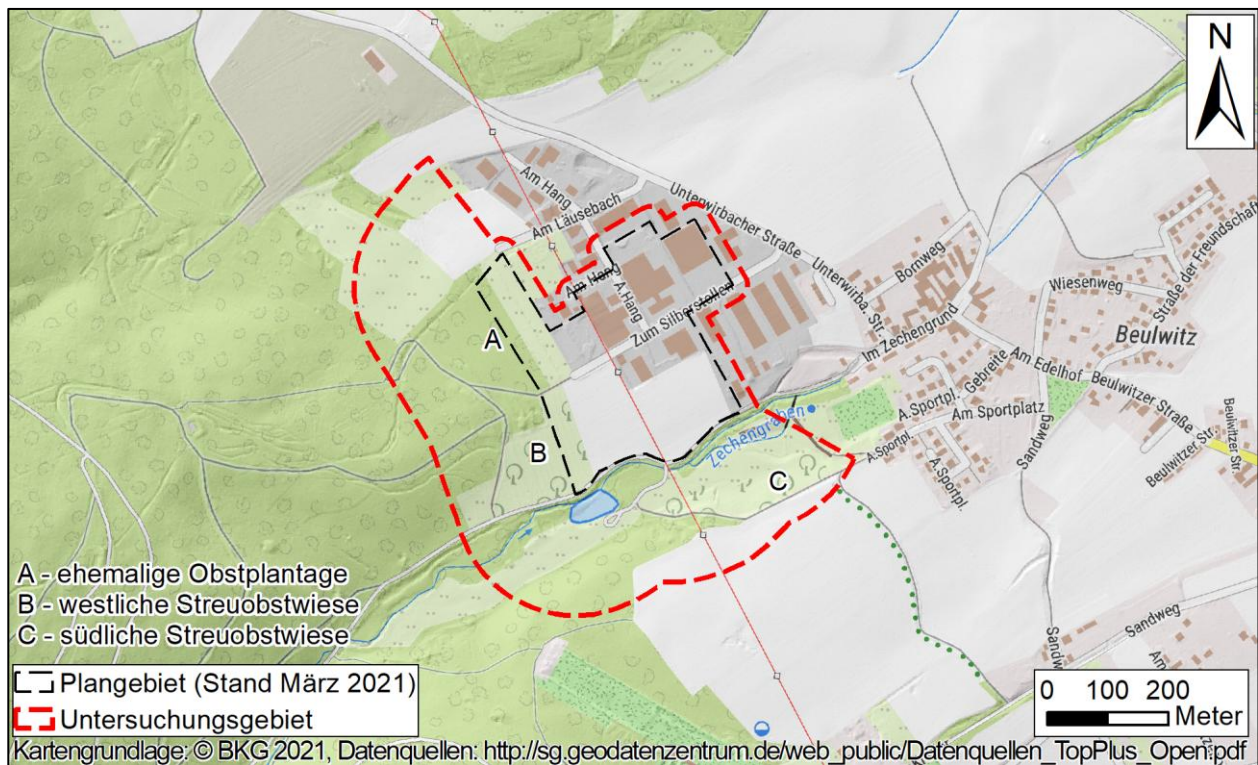 N
Am Hang
Unterwirbacher Straße
Am Läusebach
Am Hang
A.Hang
Zum Silberstollen
Unterwirba. Str.
Bornweg
Wiesenweg
Straße der Freundschaft
Beulwitz
Im Zechengrund
Am Edelhof
Beulwitzer Straße
Gebreite
A.Sportpl.
Am Sportplatz
A.Sportpl.
A.Sportpl.
Sandweg
Beulwitzer Str.
Beulwitzer Str.
Zechengraben
A
B
C
Sandweg
Sandw
Am
A - ehemalige Obstplantage
B - westliche Streuobstwiese
C - südliche Streuobstwiese
Plangebiet (Stand März 2021)
Untersuchungsgebiet
0 100 200
Meter
Kartengrundlage: © BKG 2021, Datenquellen: http://sg.geodatenzentrum.de/web_public/Datenquellen_TopPlus_Open.pdf